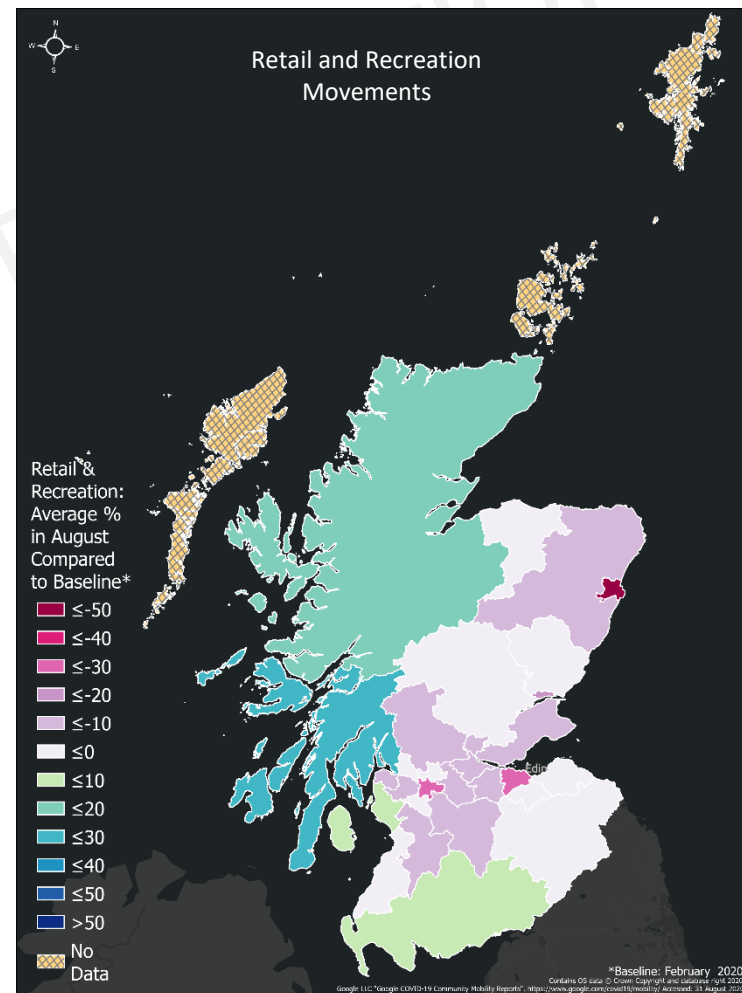 N
W E
S
Retail and Recreation
Movements
Retail &
Recreation:
Average %
in August
Compared
to Baseline*
≤-50
≤-40
≤-30
≤-20
≤-10
≤0
≤10
≤20
≤30
≤40
≤50
>50
No
Data
Edin
*Baseline: February 2020
Contains OS data © Crown Copyright and database right 2020
Google LLC "Google COVID-19 Community Mobility Reports". https://www.google.com/covid19/mobility/ Accessed: 31 August 2020